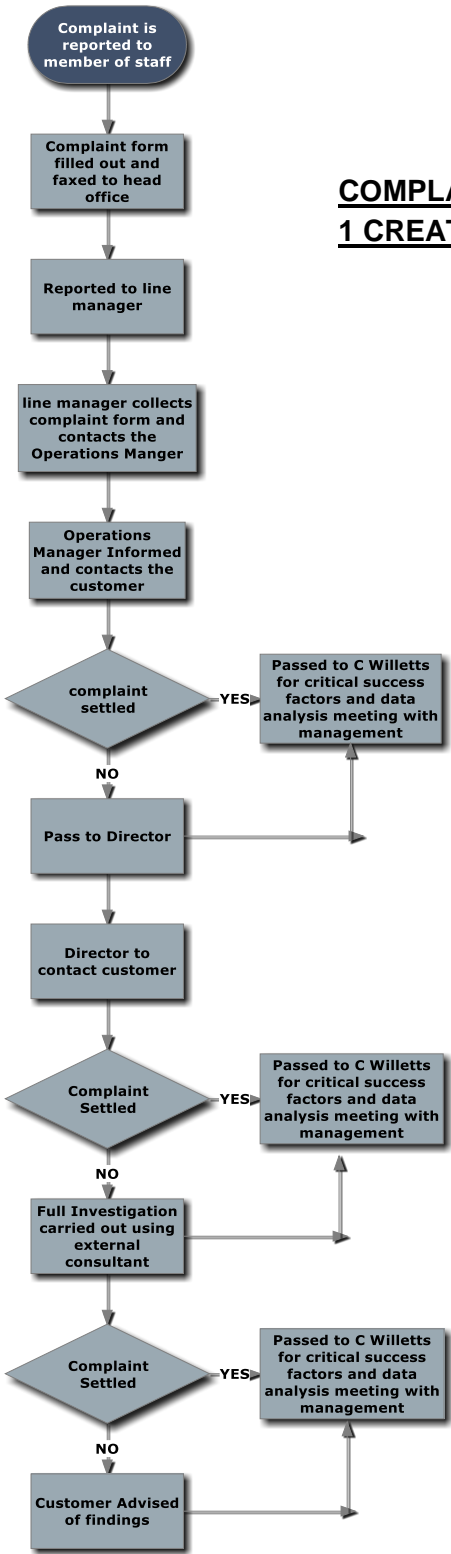 Complaint is
reported to
member of staff
Complaint form
filled out and
faxed to head
office
COMPLA
1 CREAT
Reported to line
manager
line manager collects
complaint form and
contacts the
Operations Manger
Operations
Manager Informed
and contacts the
customer
complaint
settled
YES
Passed to C Willetts
for critical success
factors and data
analysis meeting with
management
NO
Pass to Director
Director to
contact customer
Complaint
Settled
YES
Passed to C Willetts
for critical success
factors and data
analysis meeting with
management
NO
Full Investigation
carried out using
external
consultant
Complaint
Settled
YES
Passed to C Willetts
for critical success
factors and data
analysis meeting with
management
NO
Customer Advised
of findings